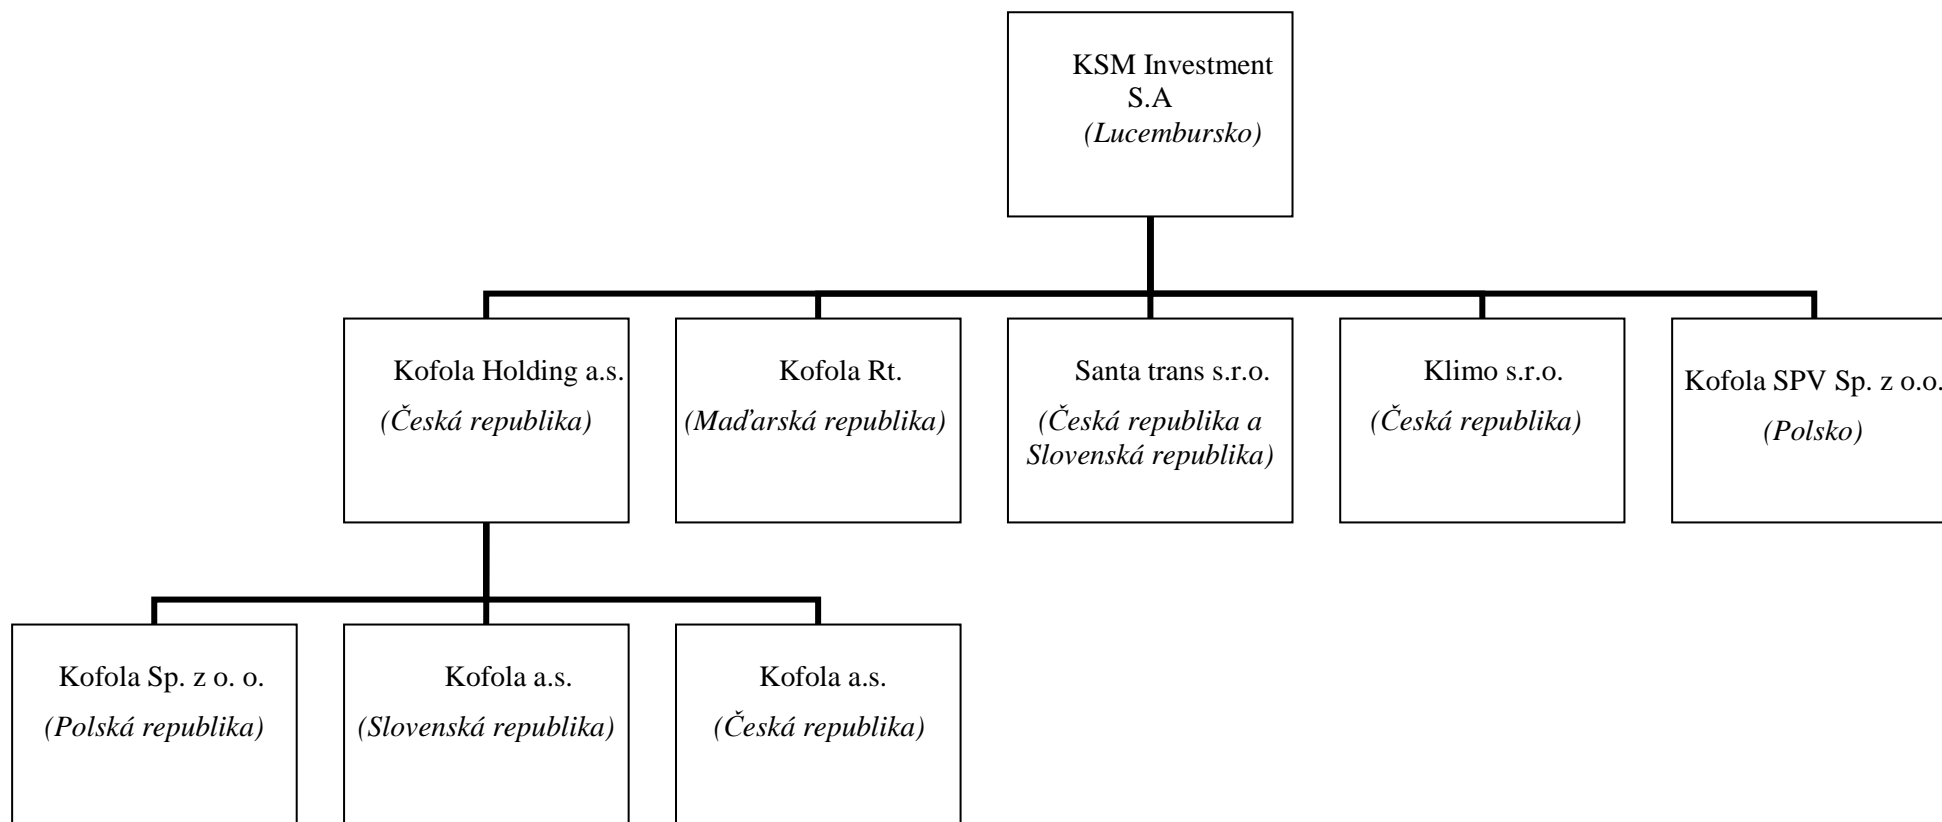 KSM Investment
S.A
(Lucembursko)
Kofola Holding a.s.
(Česká republika)
Kofola Rt.
(Maďarská republika)
Santa trans s.r.o.
(Česká republika a
Slovenská republika)
Klimo s.r.o.
(Česká republika)
Kofola SPV Sp. z o.o.
(Polsko)
Kofola Sp. z o. o.
(Polská republika)
Kofola a.s.
(Slovenská republika)
Kofola a.s.
(Česká republika)